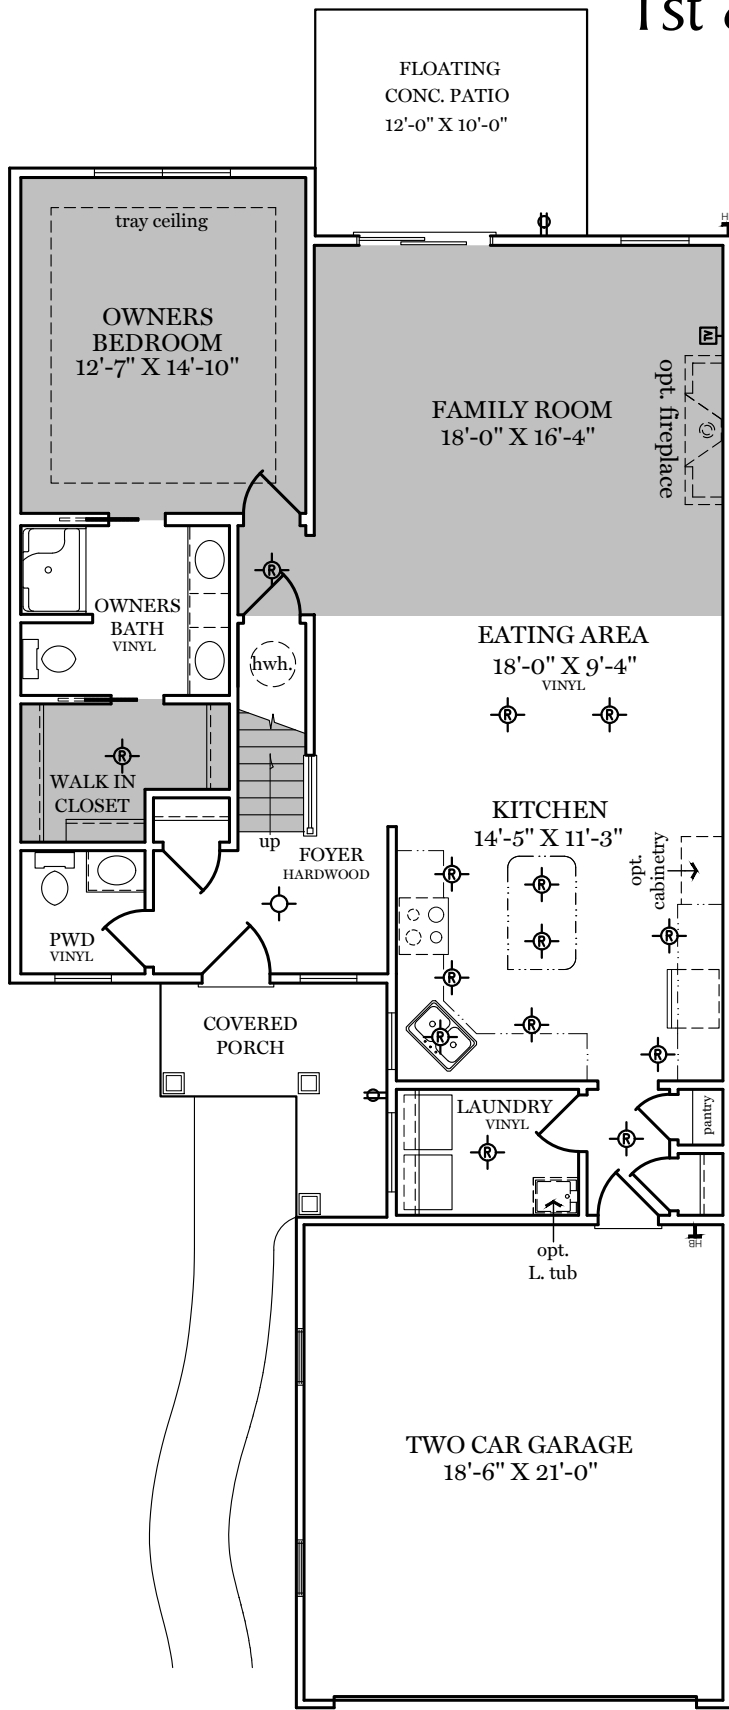 1st &
FLOATING
CONC. PATIO
12'-0" X 10'-0"
H
tray ceiling
OWNERS
BEDROOM
12'-7" X 14'-10"
TV
FAMILY ROOM
18'-0" X 16'-4"
opt. fireplace
R
OWNERS
BATH
VINYL
EATING AREA
18'-0" X 9'-4"
VINYL
hwh.
R R
R
WALK IN
CLOSET
KITCHEN
14'-5" X 11'-3"
up
FOYER
HARDWOOD
opt.
cabinetry
R
R
PWD
VINYL
R
R
R
R
R
R
COVERED
PORCH
LAUNDRY
VINYL
pantry
R
R
HB
opt.
L. tub
TWO CAR GARAGE
18'-6" X 21'-0"